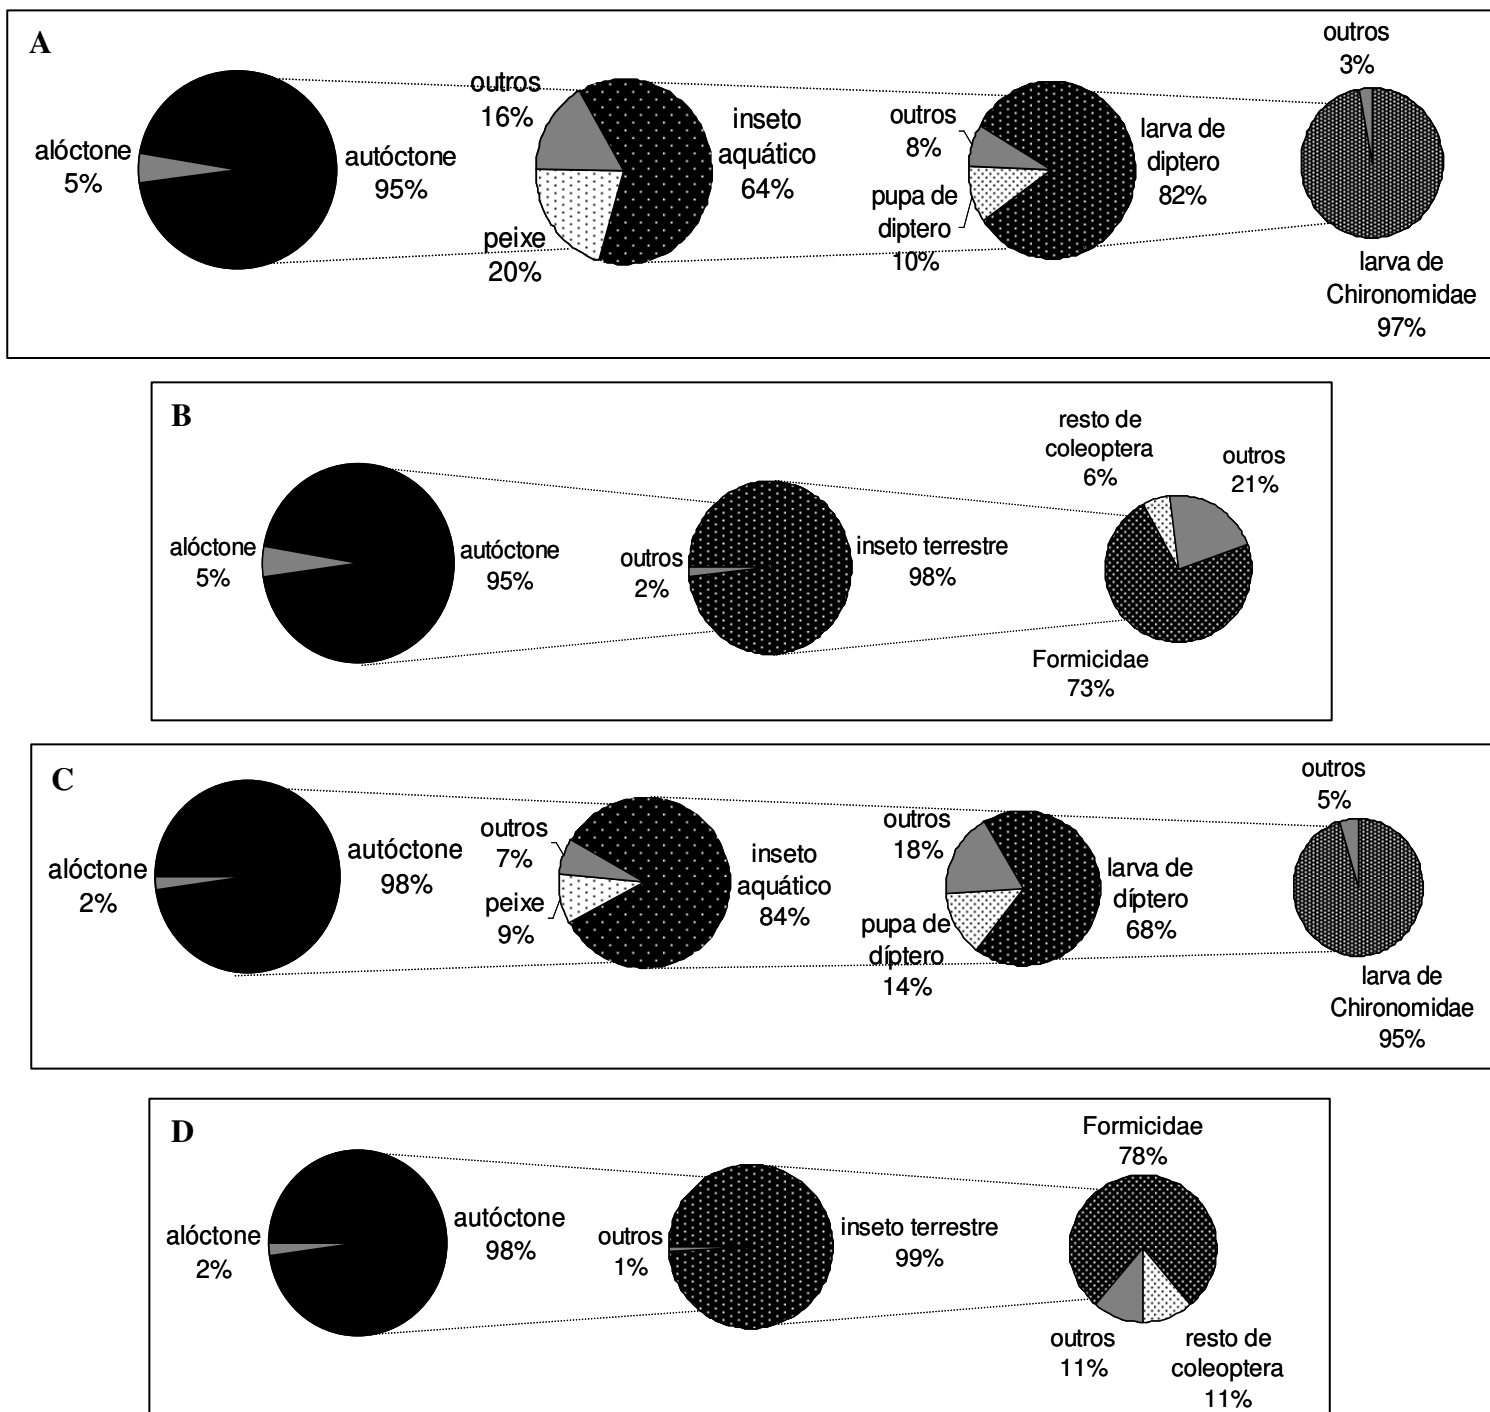 A
alóctone
5%
autóctone
95%
outros
16%
peixe
20%
inseto
aquático
64%
outros
8%
pupa de
diptero
10%
larva de
diptero
82%
outros
3%
larva de
Chironomidae
97%
B
alóctone
5%
autóctone
95%
outros
2%
inseto terrestre
98%
resto de
coleoptera
6%
outros
21%
Formicidae
73%
C
alóctone
2%
autóctone
98%
outros
7%
peixe
9%
inseto
aquático
84%
outros
18%
pupa de
díptero
14%
larva de
díptero
68%
outros
5%
larva de
Chironomidae
95%
D
alóctone
2%
autóctone
98%
outros
1%
inseto terrestre
99%
Formicidae
78%
outros
11%
resto de
coleoptera
11%